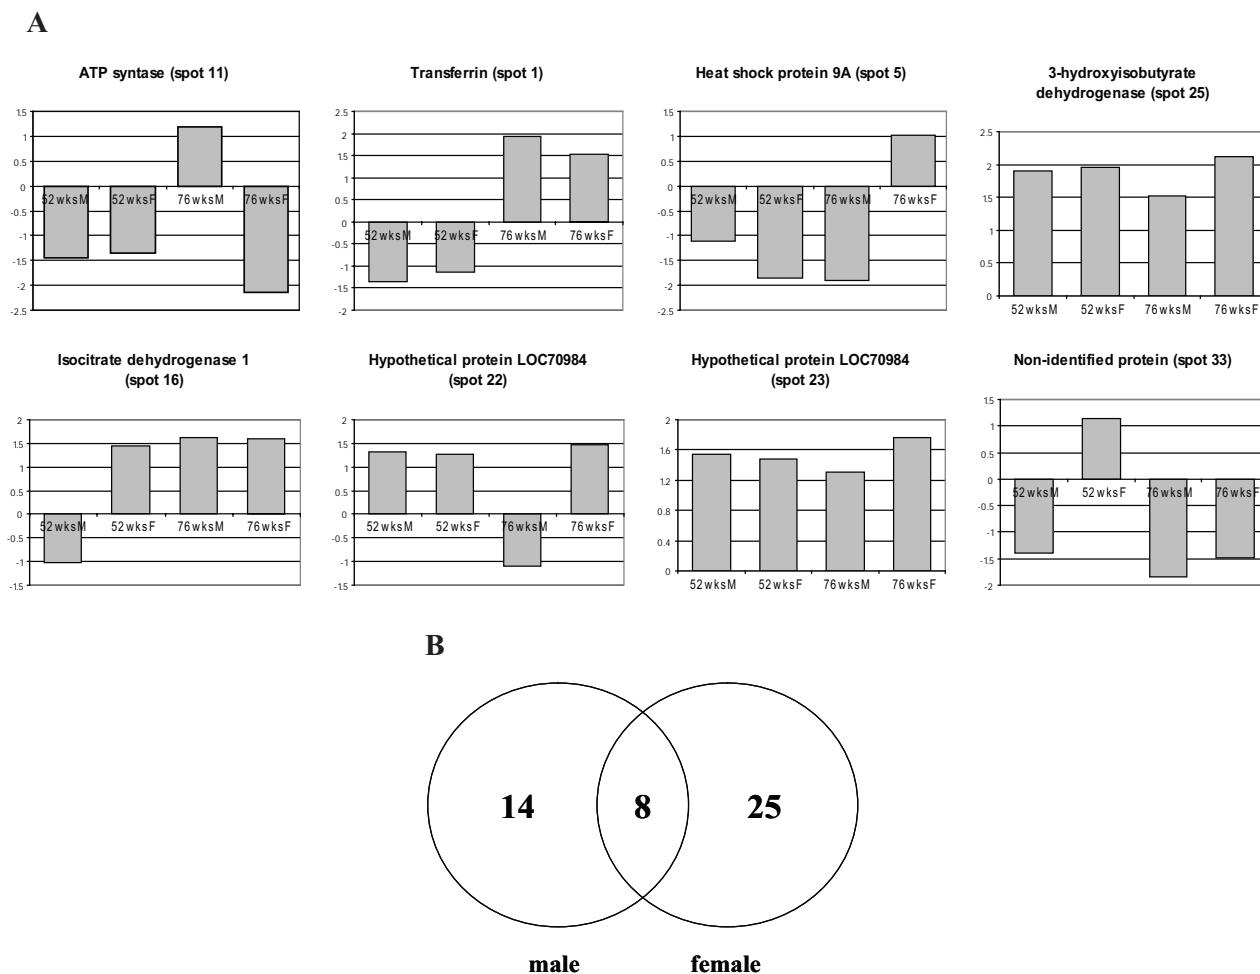 A
ATP syntase (spot 11)
1.5
1
0.5
0
-0.5
-1
-1.5
-2
-2.5
52wksM
52wksF
76wksM
76wksF
Transferrin (spot 1)
2.5
2
1.5
1
0.5
0
-0.5
-1
-1.5
-2
52wksM
52wksF
76wksM
76wksF
Heat shock protein 9A (spot 5)
1.5
1
0.5
0
-0.5
-1
-1.5
-2
-2.5
52wksM
52wksF
76wksM
76wksF
3-hydroxyisobutyrate
dehydrogenase (spot 25)
2.5
2
1.5
1
0.5
0
52wksM
52wksF
76wksM
76wksF
Isocitrate dehydrogenase 1
(spot 16)
2
1.5
1
0.5
0
-0.5
-1
-1.5
52wksM
52wksF
76wksM
76wksF
Hypothetical protein LOC70984
(spot 22)
2
1.5
1
0.5
0
-0.5
-1
-1.5
52wksM
52wksF
76wksM
76wksF
Hypothetical protein LOC70984
(spot 23)
2
1.6
1.2
0.8
0.4
0
52wksM
52wksF
76wksM
76wksF
Non-identified protein (spot 33)
1.5
1
0.5
0
-0.5
-1
-1.5
-2
52wksM
52wksF
76wksM
76wksF
B
14
8
25
male
female